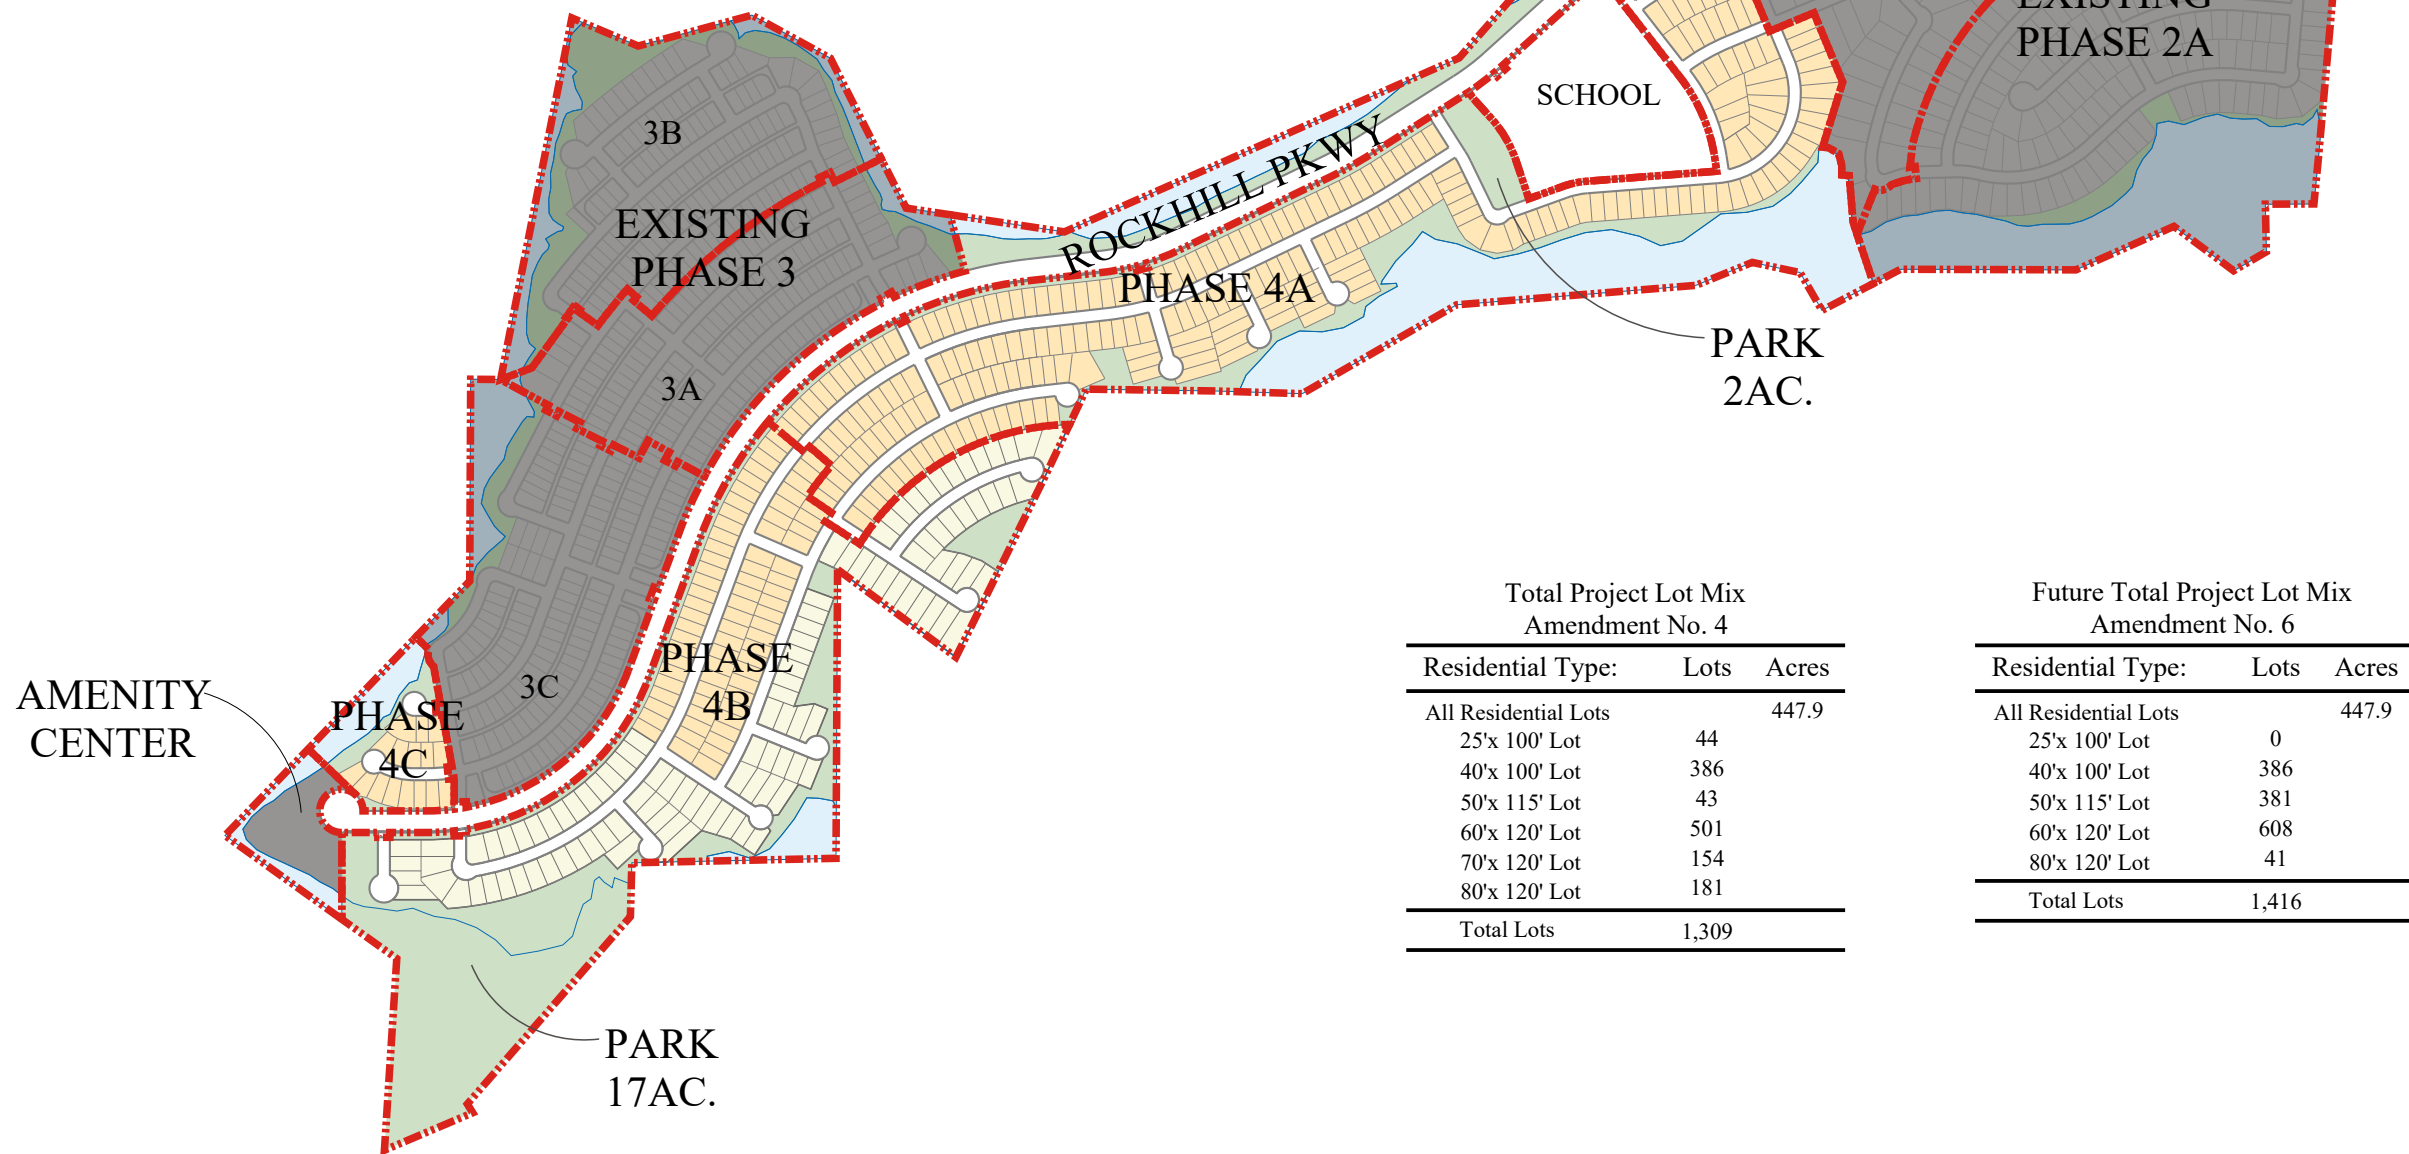 EXISTING
PHASE 2A
SCHOOL
3B
ROCKHILL PKWY
EXISTING
PHASE 3
PHASE 4A
PARK
2AC.
3A
PHASE
4B
3C
AMENITY
CENTER
PHASE
4C
PARK
17AC.
Total Project Lot Mix
Amendment No. 4
Residential Type: Lots Acres
All Residential Lots 447.9
25'x 100' Lot 44
40'x 100' Lot 386
50'x 115' Lot 43
60'x 120' Lot 501
70'x 120' Lot 154
80'x 120' Lot 181
Total Lots 1,309
Future Total Project Lot Mix
Amendment No. 6
Residential Type: Lots Acres
All Residential Lots 447.9
25'x 100' Lot 0
40'x 100' Lot 386
50'x 115' Lot 381
60'x 120' Lot 608
80'x 120' Lot 41
Total Lots 1,416